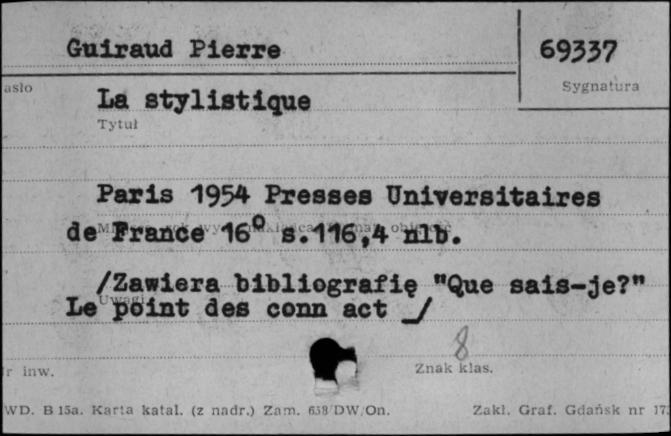 Guiraud Pierre
69337
asło
Sygnatura
La stylistique
Tytuł
Paris 1954 Presses Universitaires
de France 16° s.116,4 nlb.
/Zawiera bibliografię "Que sais-je?"
Uwagi
Le point des conn act /
8
r inw.
Znak klas.
WD. B 15a. Karta katal. (z nadr.) Zam. 638/DW/On.
Zakł. Graf. Gdańsk nr 17